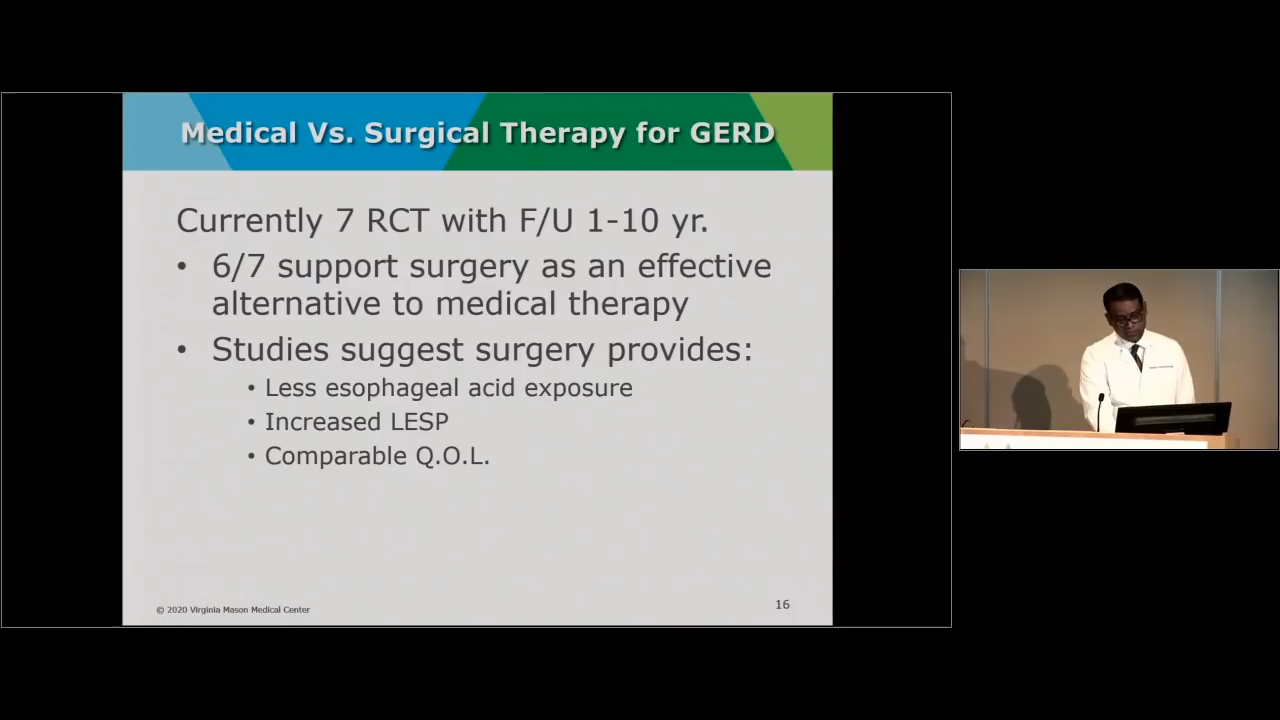 Medical Vs. Surgical Therapy for GERD
Currently 7 RCT with F/U 1-10 yr.
• 6/7 support surgery as an effective
alternative to medical therapy
• Studies suggest surgery provides:
• Less esophageal acid exposure
• Increased LESP
• Comparable Q.O.L.
© 2020 Virginia Mason Medical Center
16